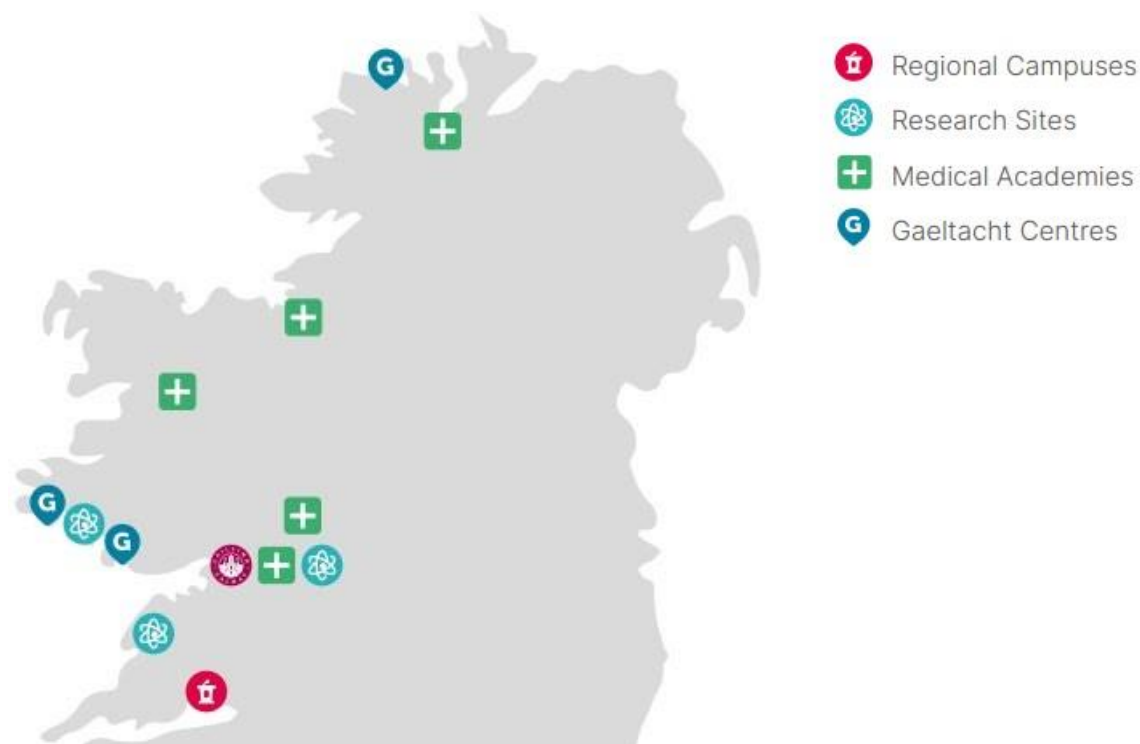 G
Regional Campuses
Research Sites
Medical Academies
G Gaeltacht Centres
G
G